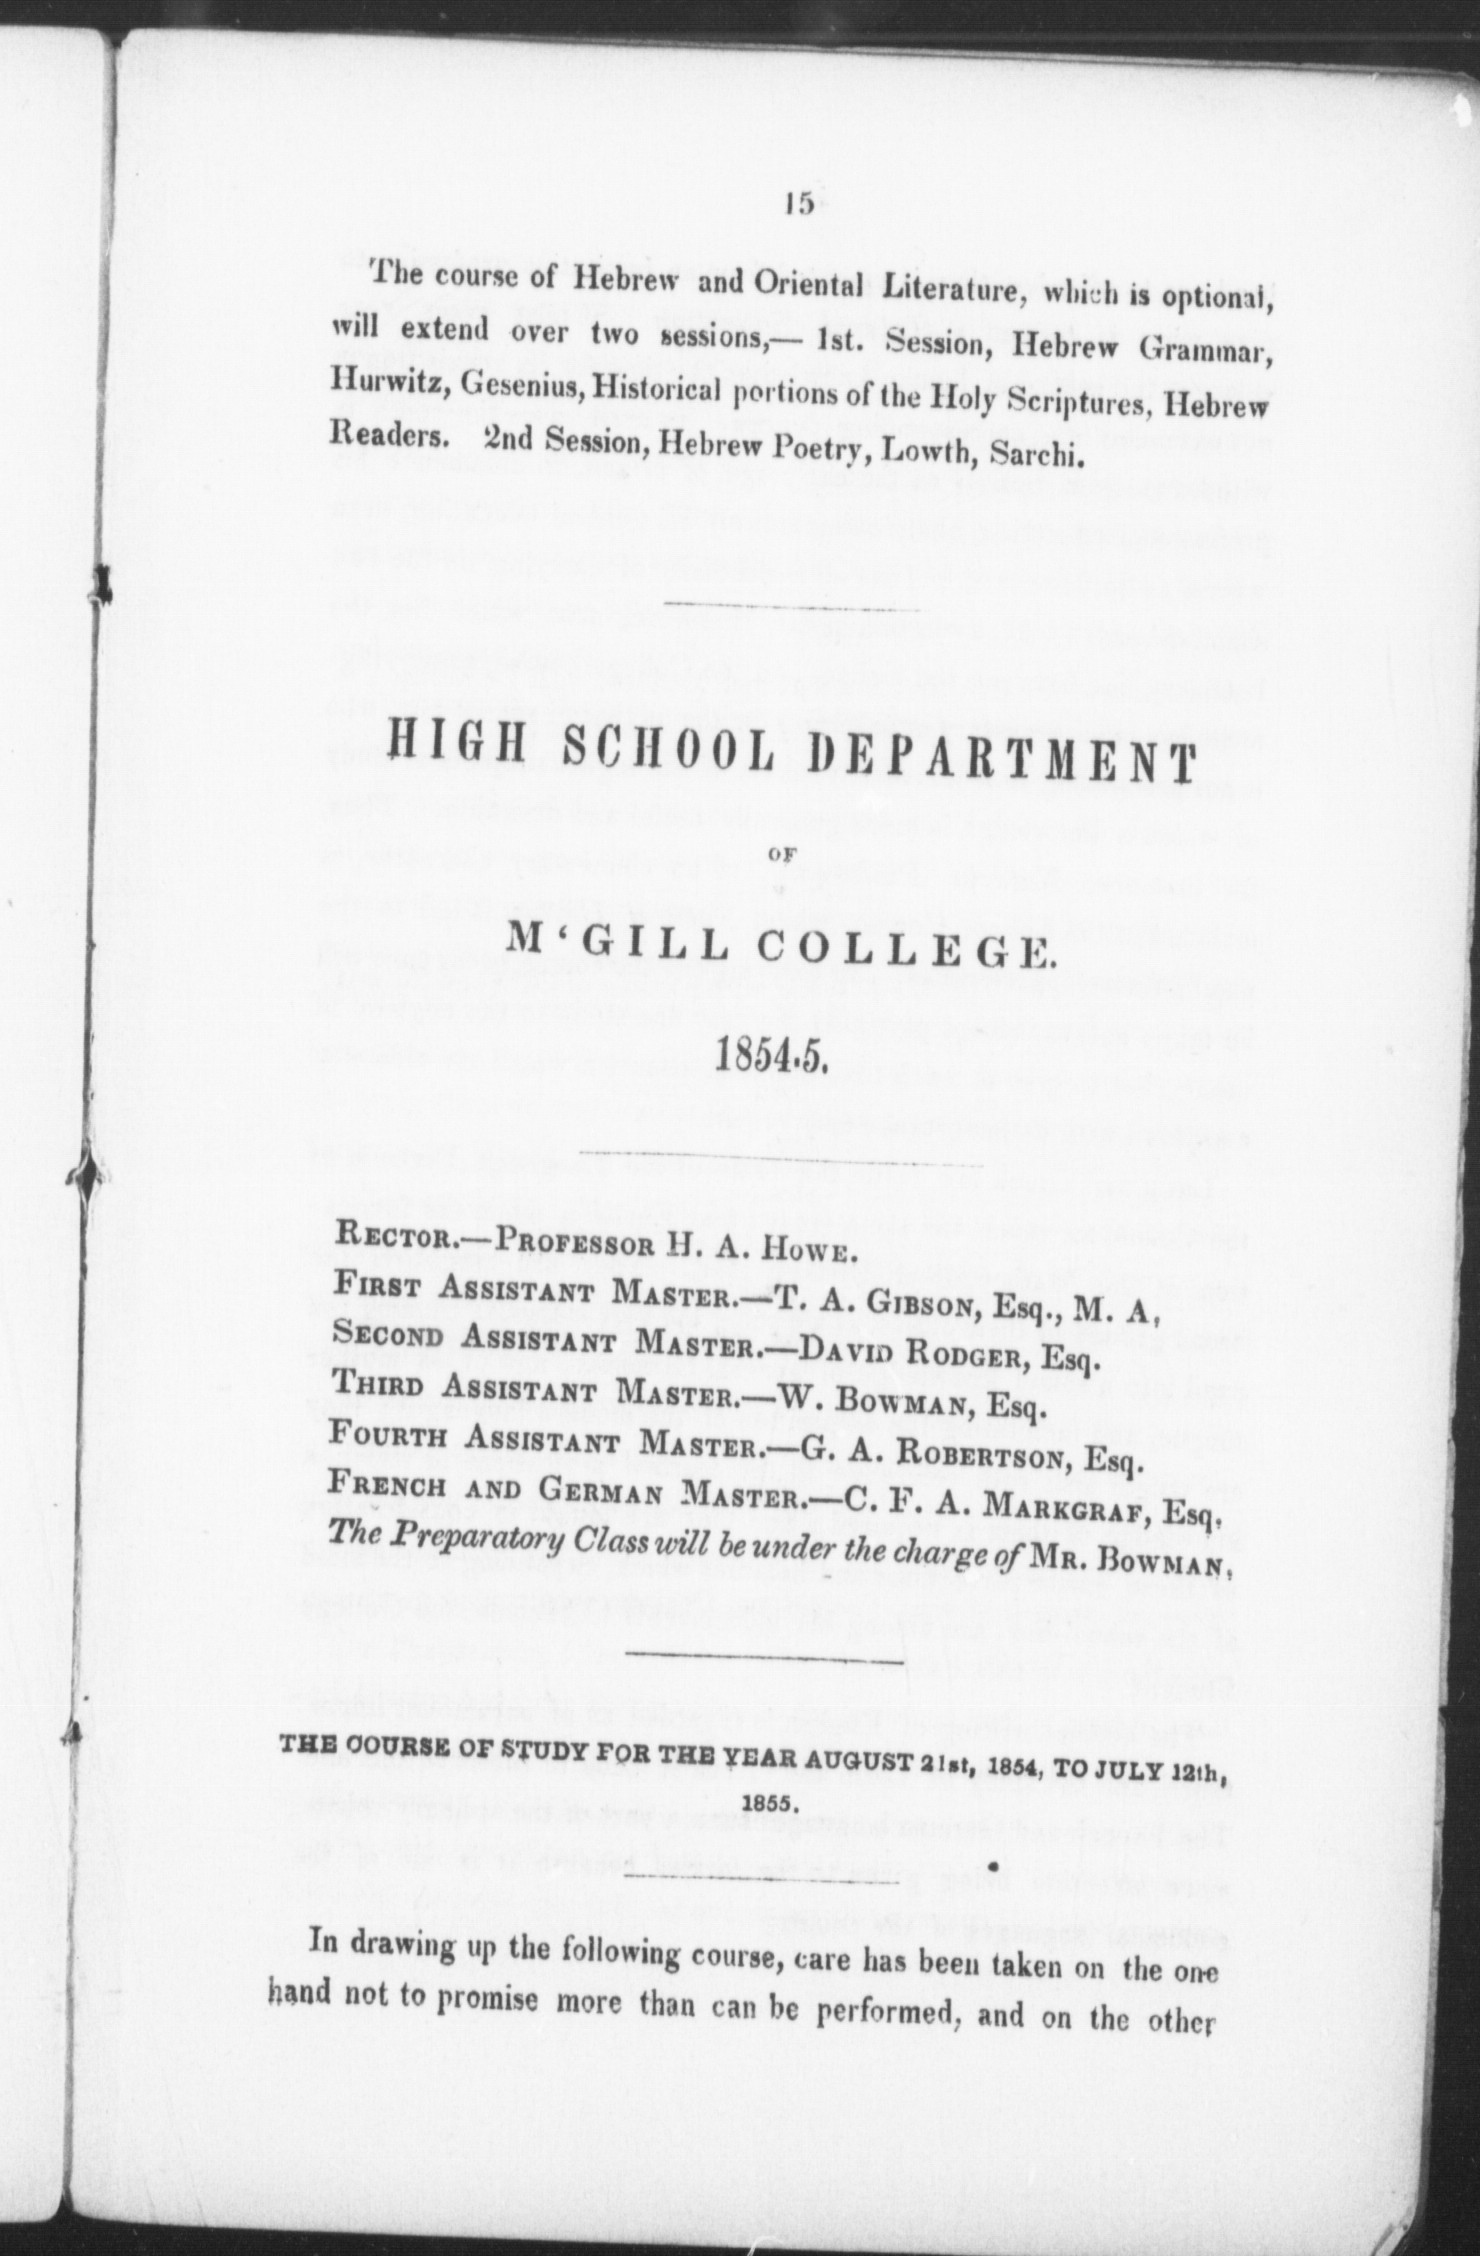 15
The course of Hebrew and Oriental Literature, which is optional,
will extend over two sessions,— 1st. Session, Hebrew Grammar,
Hurwitz, Gesenius, Historical portions of the Holy Scriptures, Hebrew
Readers. 2nd Session, Hebrew Poetry, Lowth, Sarchi.
HIGH SCHOOL DEPARTMENT
OF
M‘GILL COLLEGE.
1854-5.
RECTOR.—PROFESSOR H. A. HOWE.
FIRST ASSISTANT MASTER.—T. A. GIBSON, Esq., M. A.
SECOND ASSISTANT MASTER.—DAVID RODGER, Esq.
THIRD ASSISTANT MASTER.—W. BOWMAN, Esq.
FOURTH ASSISTANT MASTER.—G. A. ROBERTSON, Esq.
FRENCH AND GERMAN MASTER.—C. F. A. MARKGRAF, Esq.
The Preparatory Class will be under the charge of MR. BOWMAN.
THE COURSE OF STUDY FOR THE YEAR AUGUST 21st, 1854, TO JULY 12th,
1855.
In drawing up the following course, care has been taken on the one
hand not to promise more than can be performed, and on the other